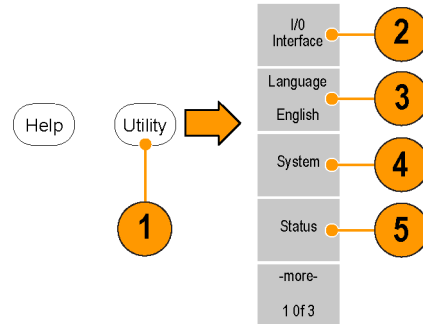 I/0
Interface
2
Language
English
3
Help
Utility
System
4
1
Status
5
-more-
1 0f 3